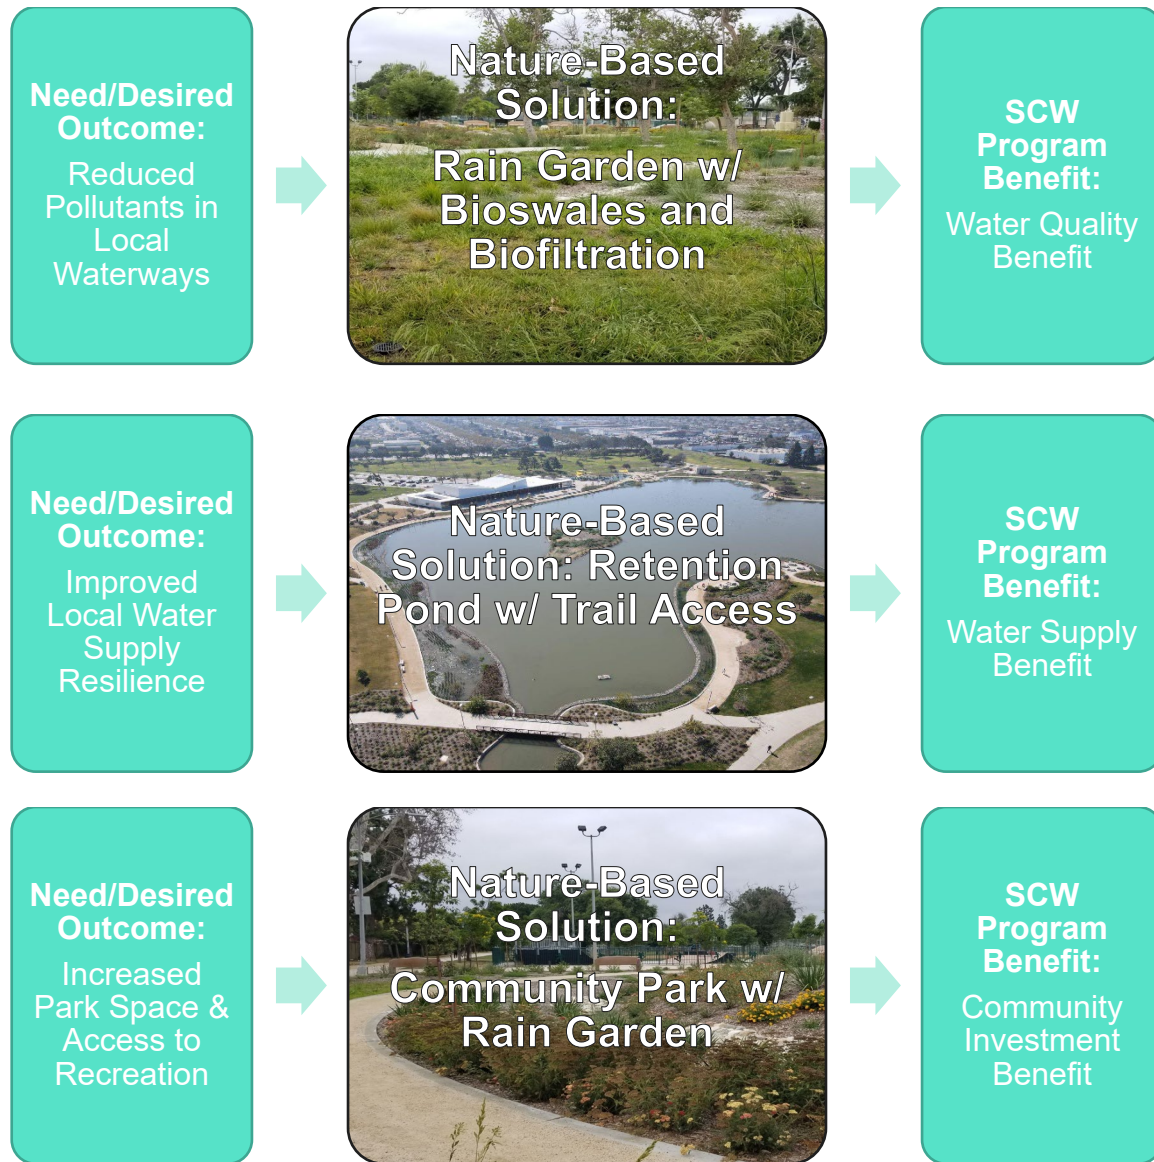 Need/Desired
Outcome:
Reduced
Pollutants in
Local
Waterways
Nature-Based
Solution:
Rain Garden w/
Bioswales and
Biofiltration
SCW
Program
Benefit:
Water Quality
Benefit
Need/Desired
Outcome:
Improved
Local Water
Supply
Resilience
Nature-Based
Solution: Retention
Pond w/ Trail Access
SCW
Program
Benefit:
Water Supply
Benefit
Need/Desired
Outcome:
Increased
Park Space &
Access to
Recreation
Nature-Based
Solution:
Community Park w/
Rain Garden
SCW
Program
Benefit:
Community
Investment
Benefit